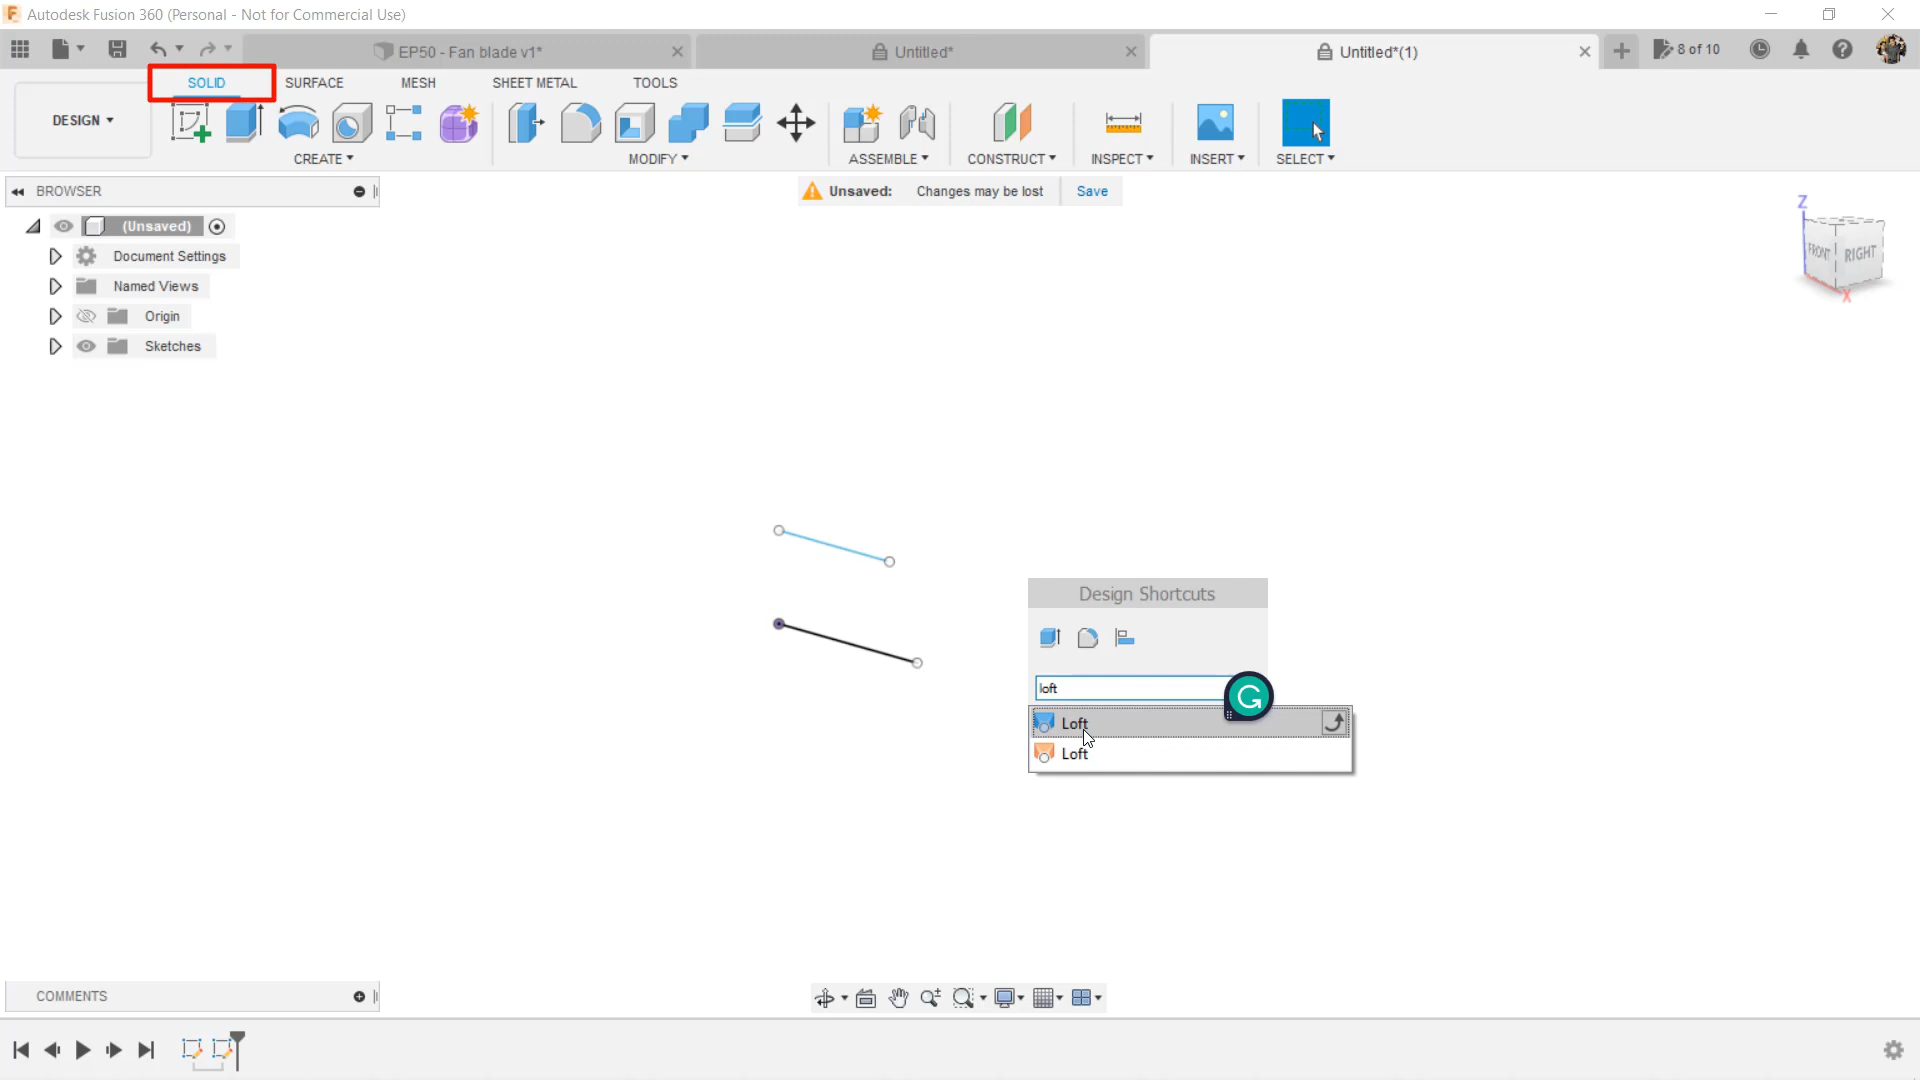 Autodesk Fusion 360 (Personal - Not for Commercial Use)
EP50 - Fan blade v1*
Untitled*
Untitled*(1)
8 of 10
SOLID
SURFACE
MESH
SHEET METAL
TOOLS
DESIGN
CREATE
MODIFY
ASSEMBLE
CONSTRUCT
INSPECT
INSERT
SELECT
BROWSER
Unsaved: Changes may be lost
Save
(Unsaved)
Document Settings
Named Views
Origin
Sketches
Z
FRONT
RIGHT
X
Design Shortcuts
loft
Loft
Loft
COMMENTS